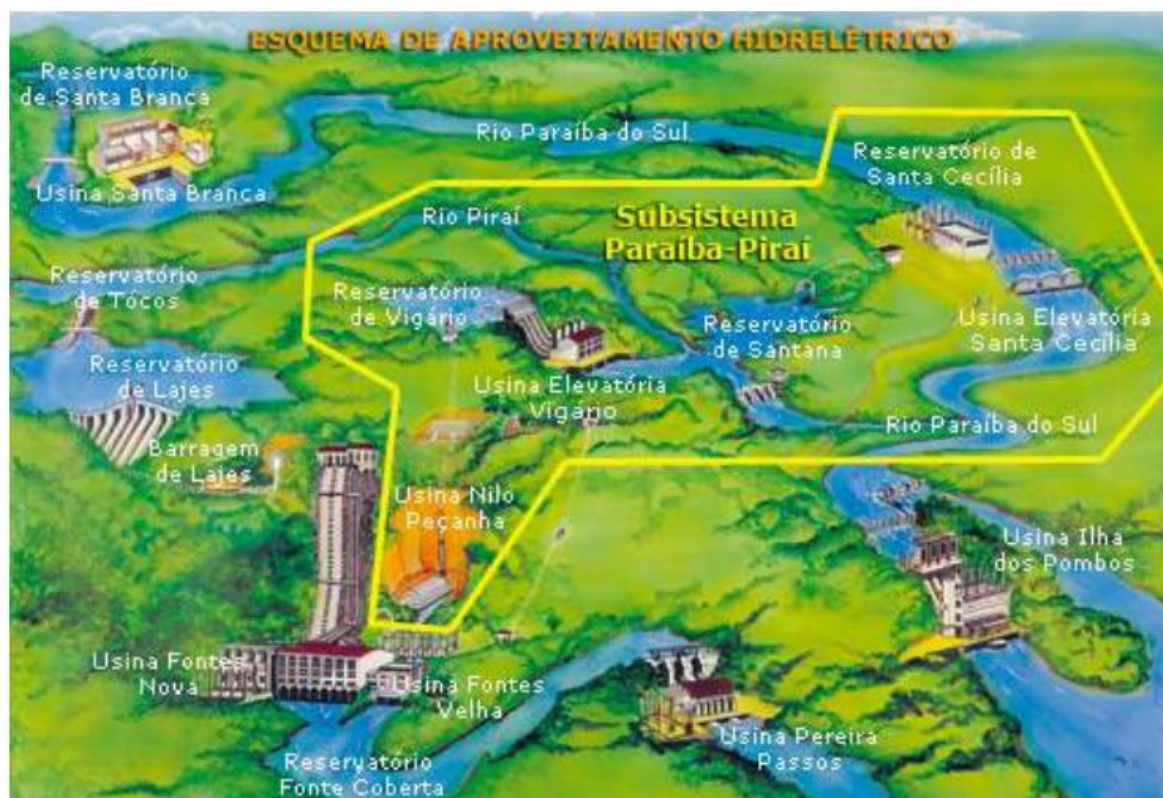 ESQUEMA DE APROVEITAMENTO HIDRELÉTRICO
Reservatório
de Santa Branca
Usina Santa Branca
Rio Paraíba do Sul
Reservatório de
Santa Cecília
Rio Piraí
Subsistema
Paraíba-Piraí
Reservatório
de Tócos
Reservatório
de Vigário
Reservatório
de Santana
Usina Elevatória
Santa Cecília
Reservatório
de Lajes
Usina Elevatória
Vigário
Rio Paraíba do Sul
Barragem
de Lajes
Usina Nilo
Peçanha
Usina Ilha
dos Pombos
Usina Fontes
Nova
Usina Fontes
Velha
Usina Pereira
Passos
Reservatório
Fonte Coberta